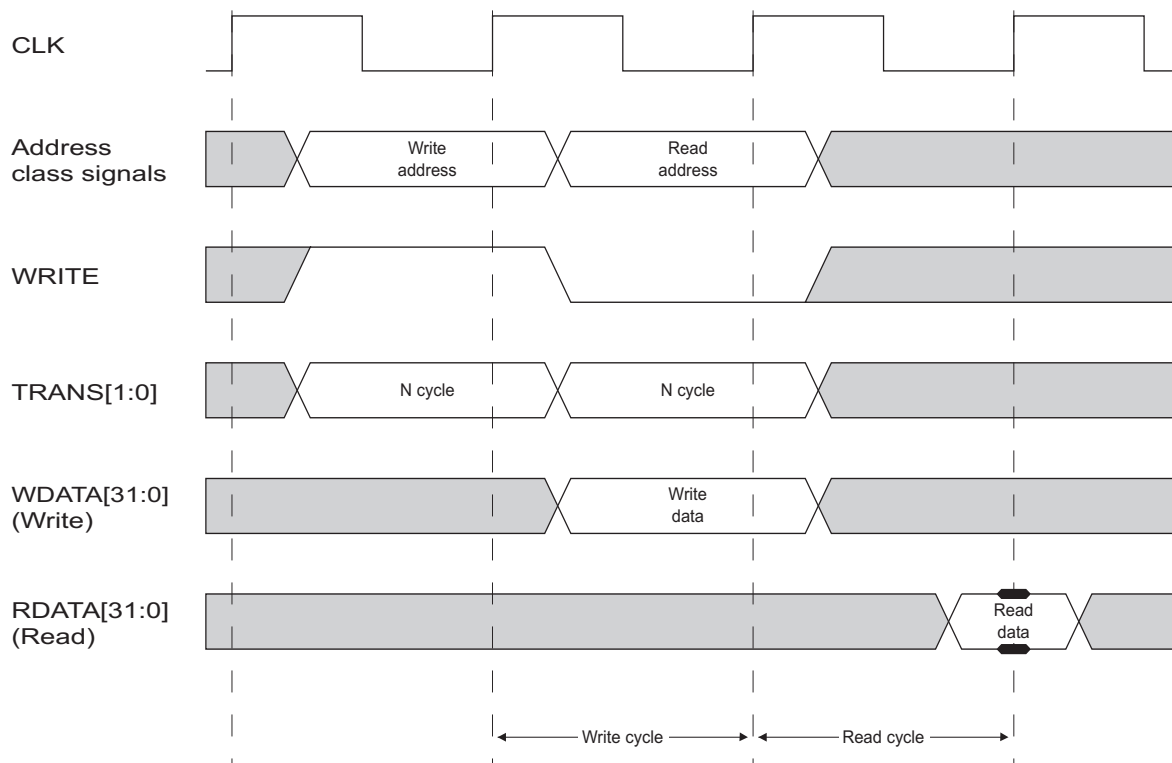 CLK
Address
class signals
Write
address
Read
address
WRITE
TRANS[1:0]
N cycle
N cycle
WDATA[31:0]
(Write)
Write
data
RDATA[31:0]
(Read)
Read
data
Write cycle
Read cycle